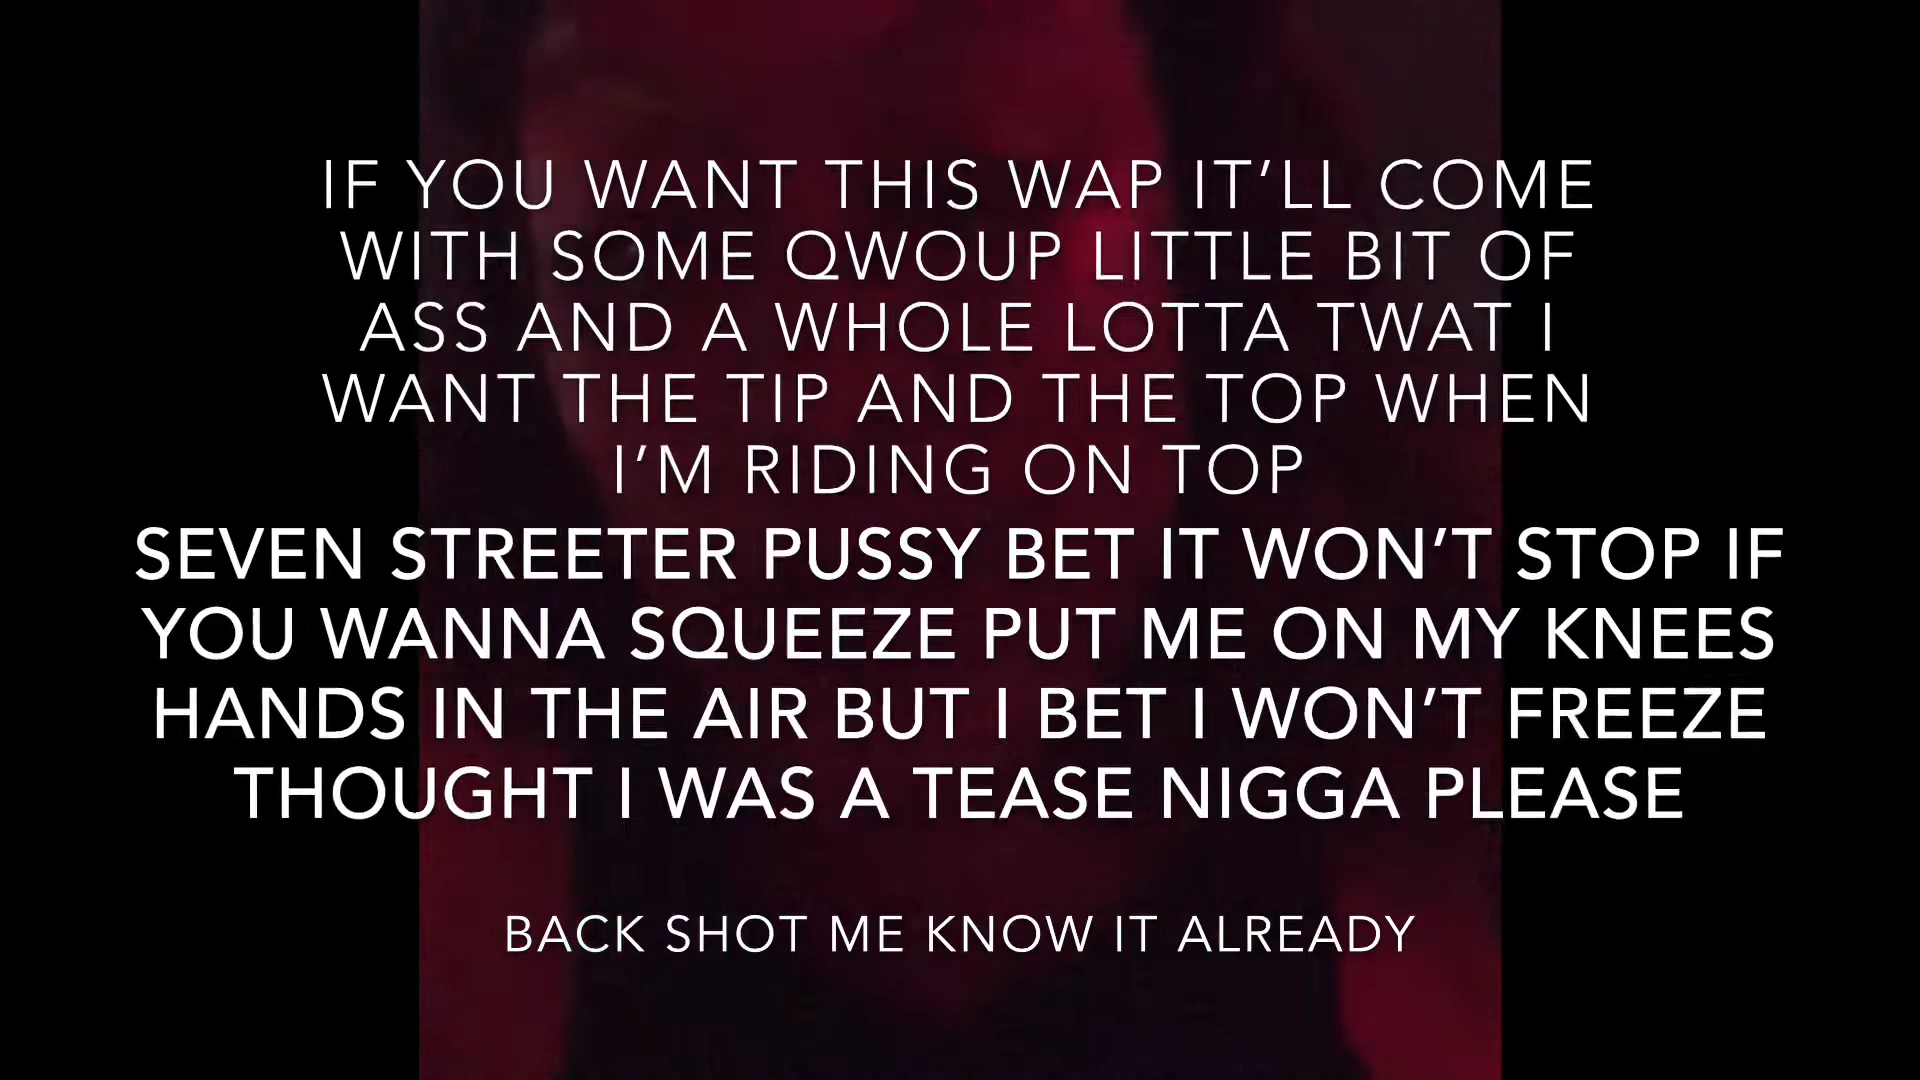 IF YOU WANT THIS WAP IT’LL COME
WITH SOME QWOUP LITTLE BIT OF
ASS AND A WHOLE LOTTA TWAT I
WANT THE TIP AND THE TOP WHEN
I’M RIDING ON TOP
SEVEN STREETER PUSSY BET IT WON’T STOP IF
YOU WANNA SQUEEZE PUT ME ON MY KNEES
HANDS IN THE AIR BUT I BET I WON’T FREEZE
THOUGHT I WAS A TEASE NIGGA PLEASE
BACK SHOT ME KNOW IT ALREADY